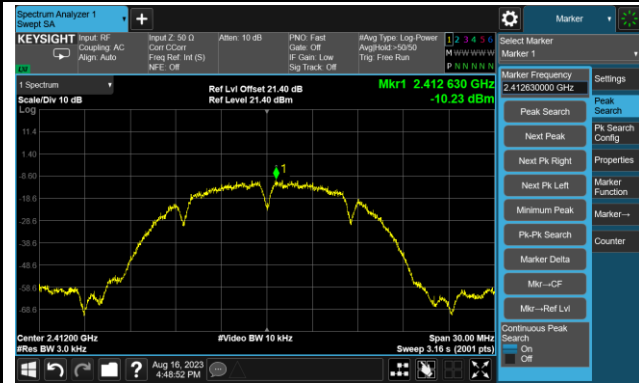 Spectrum Analyzer 1
Swept SA
Marker
KEYSIGHT
Input: RF
Coupling: AC
Align: Auto
Input Z: 50 Ω
Corr CCorr
Freq Ref: Int (S)
NFE: Off
Atten: 10 dB
PNO: Fast
Gate: Off
IF Gain: Low
Sig Track: Off
#Avg Type: Log-Power
Avg|Hold:>50/50
Trig: Free Run
1 2 3 4 5 6
M W W W W W
P N N N N N
Select Marker
Marker 1
1 Spectrum
Scale/Div 10 dB
Log
Ref Lvl Offset 21.40 dB
Ref Level 21.40 dBm
Mkr1 2.412 630 GHz
-10.23 dBm
11.4
1.40
-8.60
-18.6
-28.6
-38.6
-48.6
-58.6
-68.6
1
Center 2.41200 GHz
#Res BW 3.0 kHz
#Video BW 10 kHz
Span 30.00 MHz
Sweep 3.16 s (2001 pts)
Marker Frequency
2.412630000 GHz
Peak Search
Next Peak
Next Pk Right
Next Pk Left
Minimum Peak
Pk-Pk Search
Marker Delta
Mkr→CF
Mkr→Ref Lvl
Continuous Peak
Search
On
Off
Settings
Peak
Search
Pk Search
Config
Properties
Marker
Function
Marker→
Counter
Aug 16, 2023
4:48:52 PM